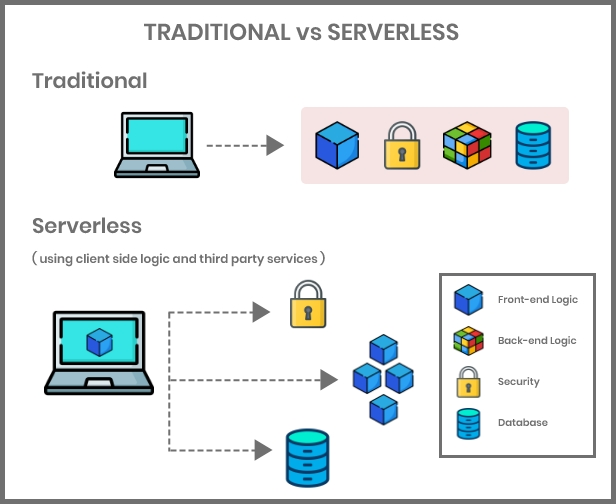 TRADITIONAL vs SERVERLESS
Traditional
Serverless
( using client side logic and third party services )
Front-end Logic
Back-end Logic
Security
Database